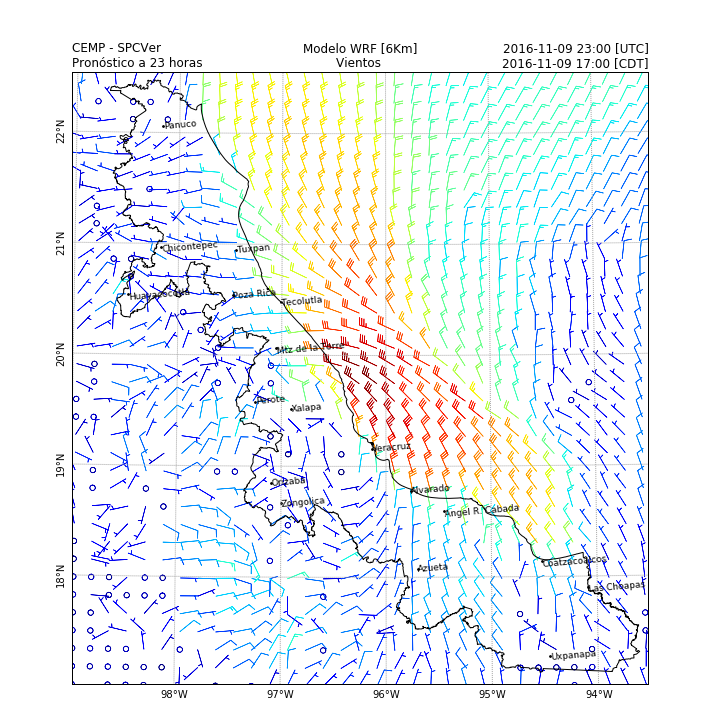 CEMP - SPCVer Modelo WRF [6Km] 2016-11-09 23:00 [UTC]
Pronóstico a 23 horas Vientos 2016-11-09 17:00 [CDT]
22°N
Panuco
21°N
Chicontepec
Tuxpan
Huayacocotla
Poza Rica
Tecolutla
20°N
Mtz de la Torre
Perote
Xalapa
Veracruz
19°N
Orizaba
Alvarado
Zongolica
Angel R. Cabada
18°N
Azueta
Coatzacoalcos
Las Choapas
Uxpanapa
98°W 97°W 96°W 95°W 94°W